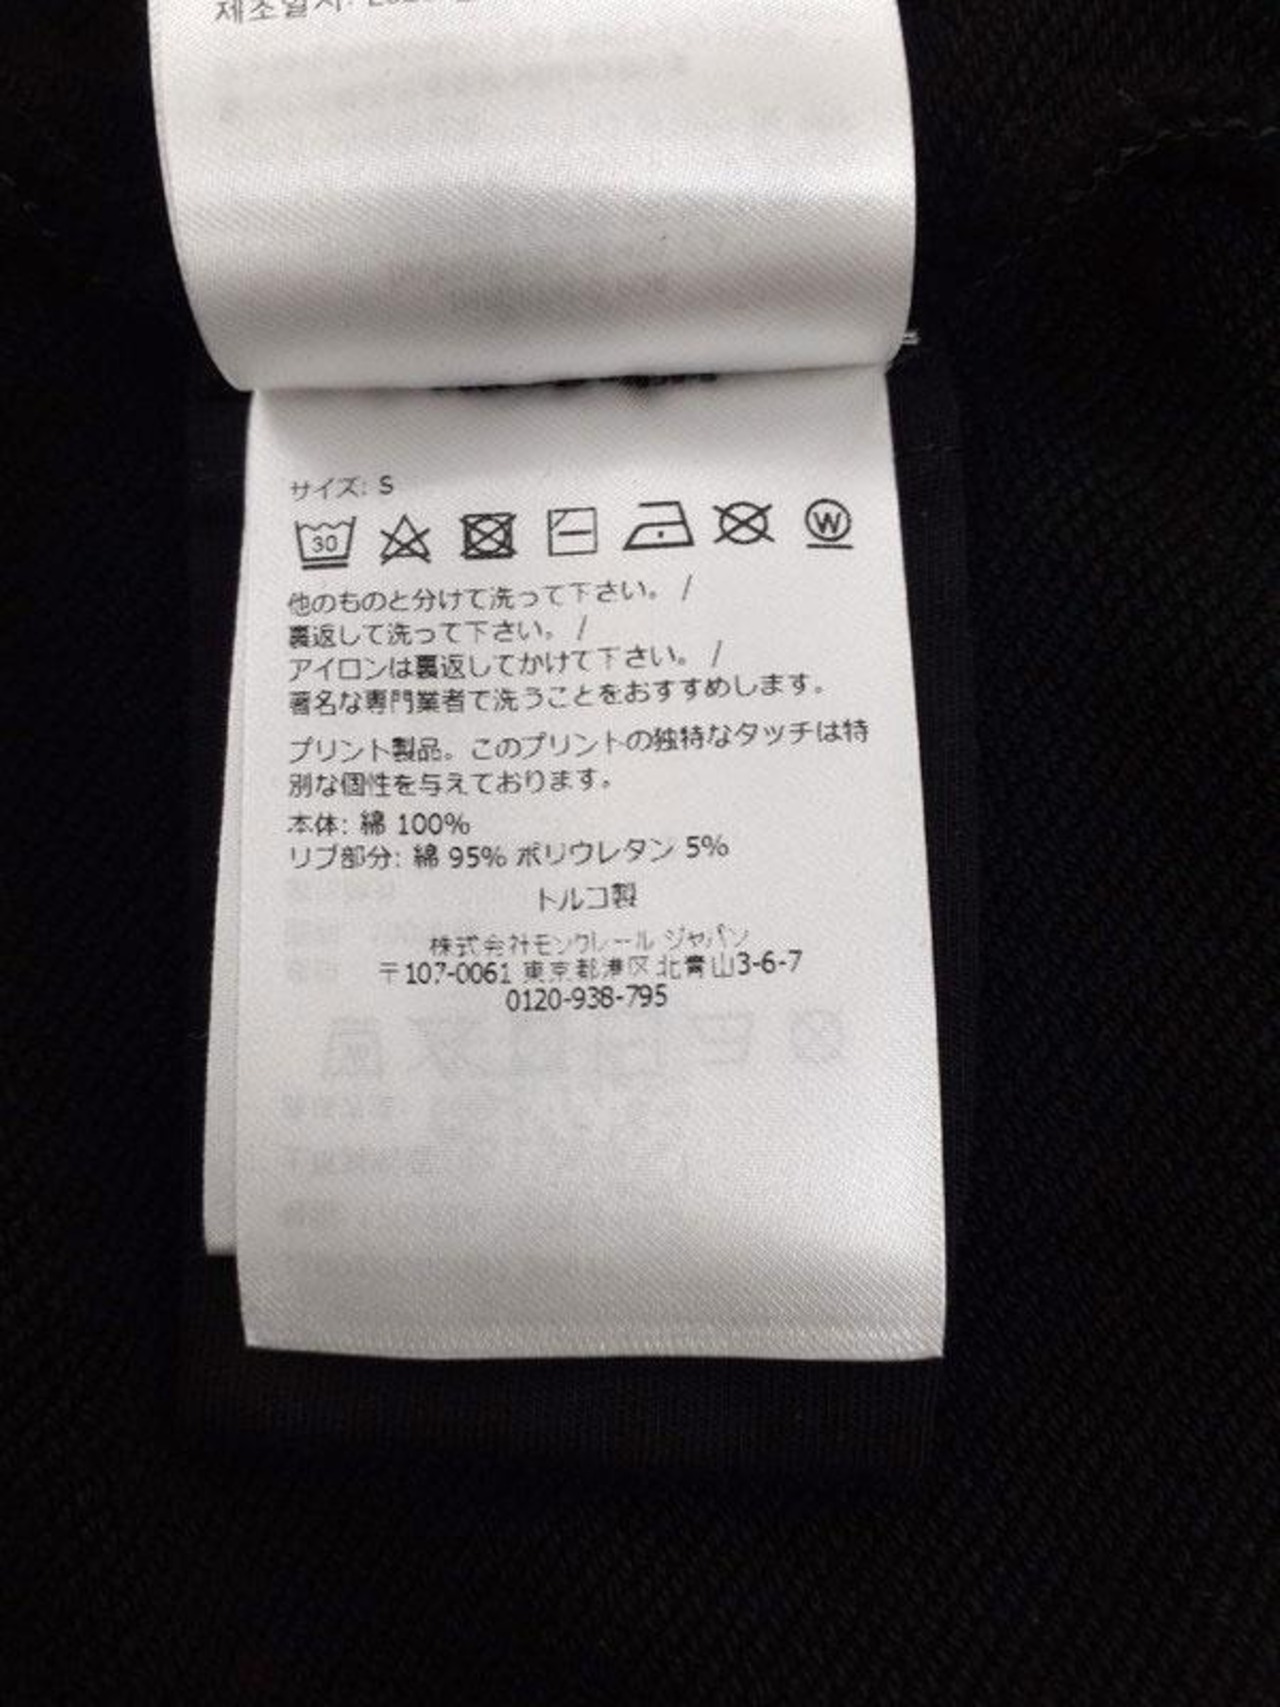 제조일자:
サイズ: S
30
W
他のものと分けて洗って下さい。 /
裏返して洗って下さい。 /
アイロンは裏返してかけて下さい。 /
著名な専門業者で洗うことをおすすめします。
プリント製品。このプリントの独特なタッチは特
別な個性を与えております。
本体: 綿 100%
リブ部分: 綿 95% ポリウレタン 5%
トルコ製
株式会社モンクレール ジャパン
〒107-0061 東京都港区北青山3-6-7
0120-938-795